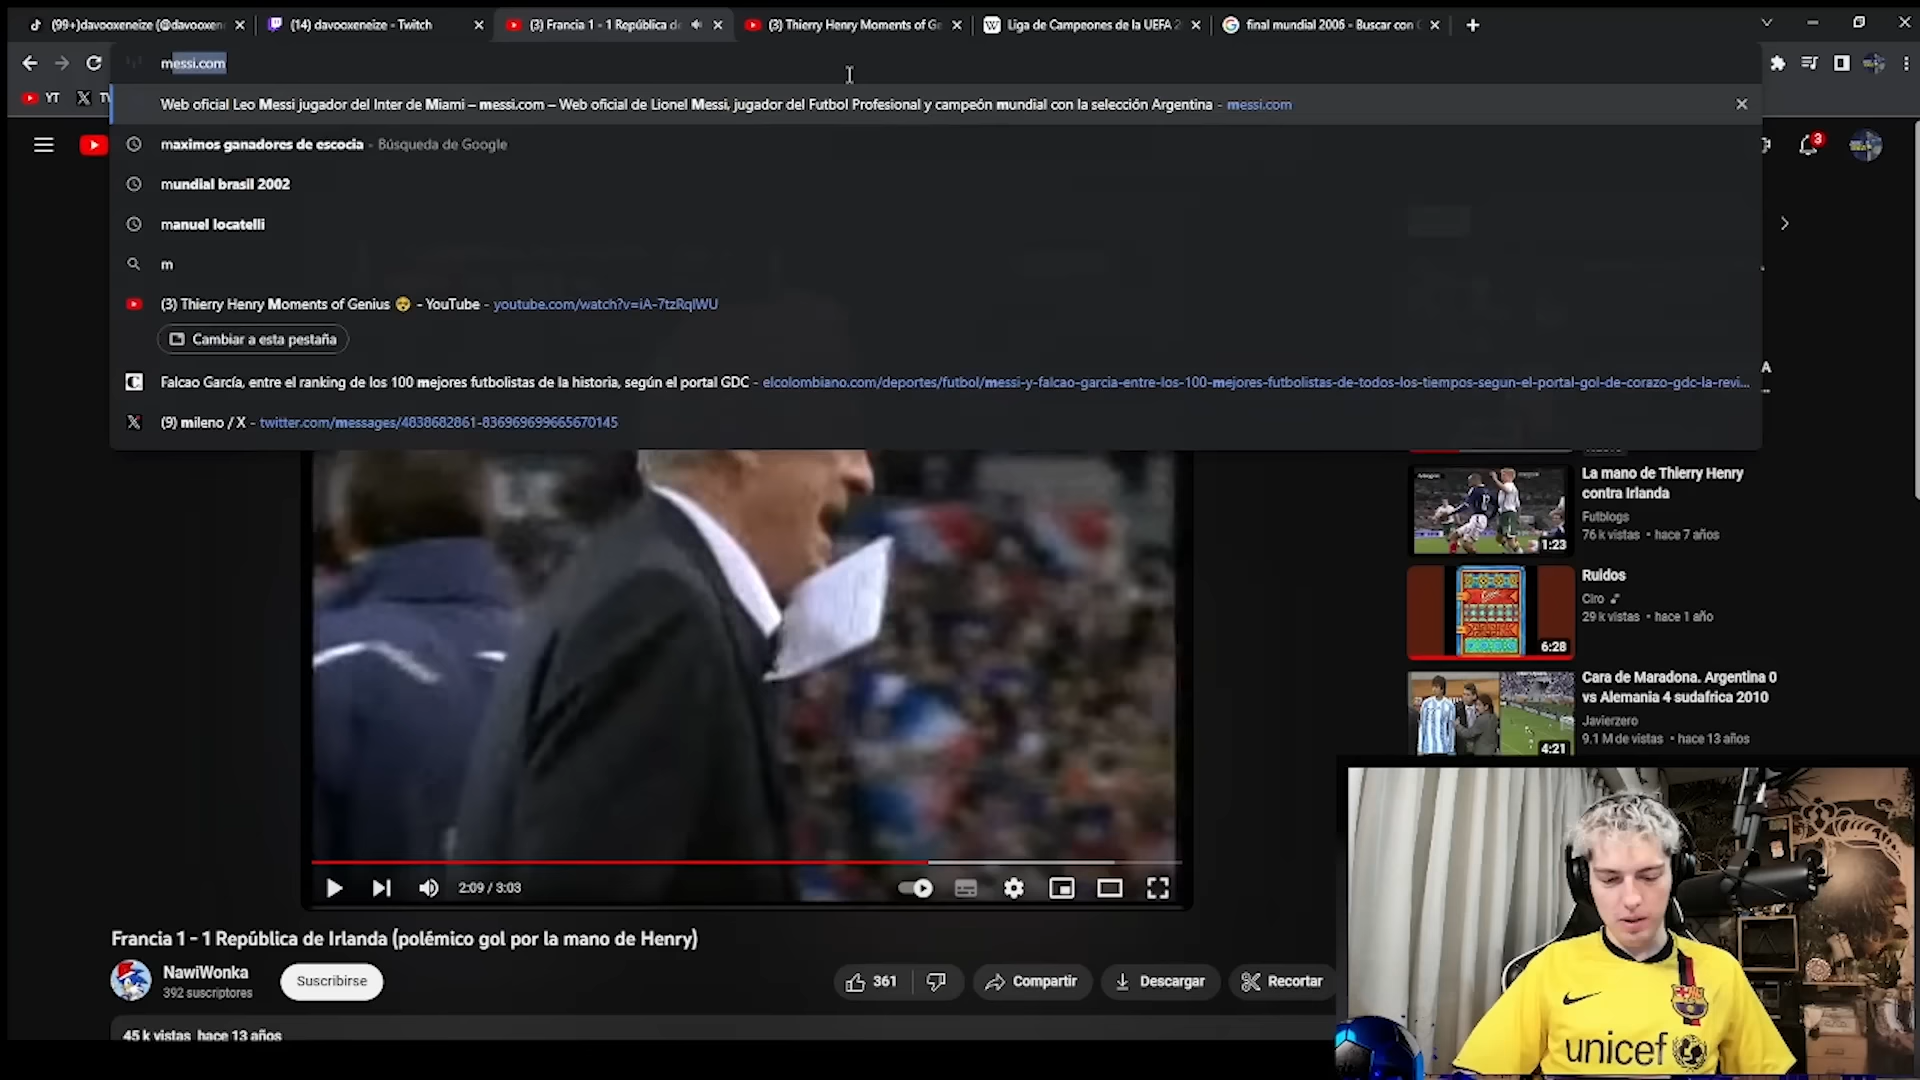 (99+)davooxeneize (@davooxen
(14) davooxeneize - Twitch
(3) Francia 1 - 1 República de
(3) Thierry Henry Moments of Ge
Liga de Campeones de la UEFA 2
final mundial 2006 - Buscar con G
messi.com
YT
Web oficial Leo Messi jugador del Inter de Miami – messi.com – Web oficial de Lionel Messi, jugador del Futbol Profesional y campeón mundial con la selección Argentina - messi.com
maximos ganadores de escocia - Búsqueda de Google
mundial brasil 2002
manuel locatelli
m
(3) Thierry Henry Moments of Genius 😴 - YouTube - youtube.com/watch?v=iA-7tzRqlWU
Cambiar a esta pestaña
Falcao García, entre el ranking de los 100 mejores futbolistas de la historia, según el portal GDC - elcolombiano.com/deportes/futbol/messi-y-falcao-garcia-entre-los-100-mejores-futbolistas-de-todos-los-tiempos-segun-el-portal-gol-de-corazo-gdc-la-revi...
(9) mileno / X - twitter.com/messages/4838682861-836969699665670145
3
La mano de Thierry Henry
contra Irlanda
Futblogs
76 k vistas • hace 7 años
1:23
Ruidos
Ciro
29 k vistas • hace 1 año
6:28
Cara de Maradona. Argentina 0
vs Alemania 4 sudafrica 2010
Javierzero
9.1 M de vistas • hace 13 años
4:21
2:09 / 3:03
Francia 1 - 1 República de Irlanda (polémico gol por la mano de Henry)
NawiWonka
392 suscriptores
Suscribirse
361
Compartir
Descargar
Recortar
45 k vistas hace 13 años
unicef